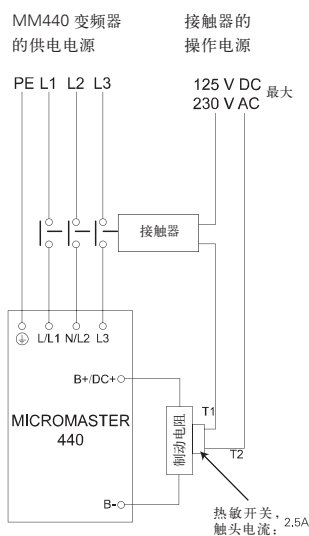 MM440 变频器
的供电电源
接触器的
操作电源
PE L1 L2 L3
125 V DC
230 V AC
最大
接触器
L/L1 N/L2 L3
B+/DC+
MICROMASTER
440
制动电阻
T1
T2
B-
热敏开关，
触头电流：2.5A